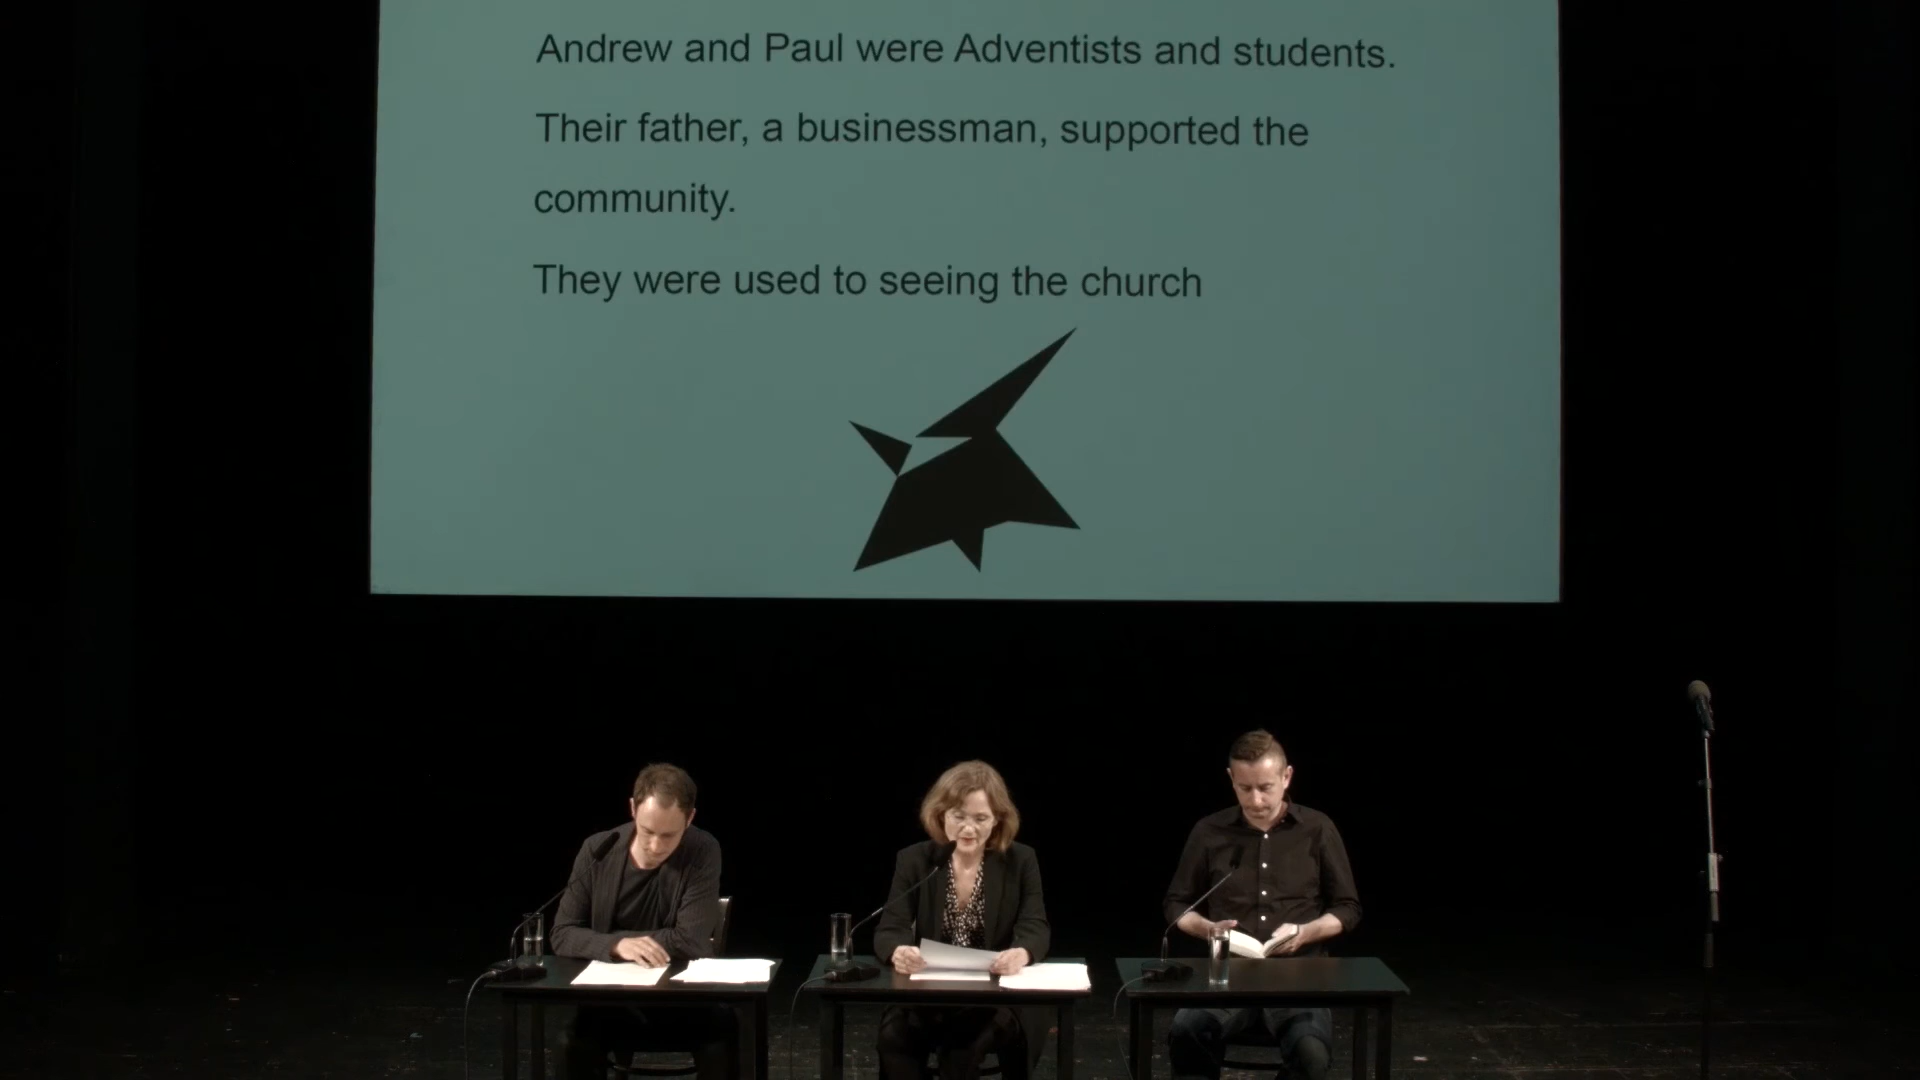 Andrew and Paul were Adventists and students.
Their father, a businessman, supported the
community.
They were used to seeing the church